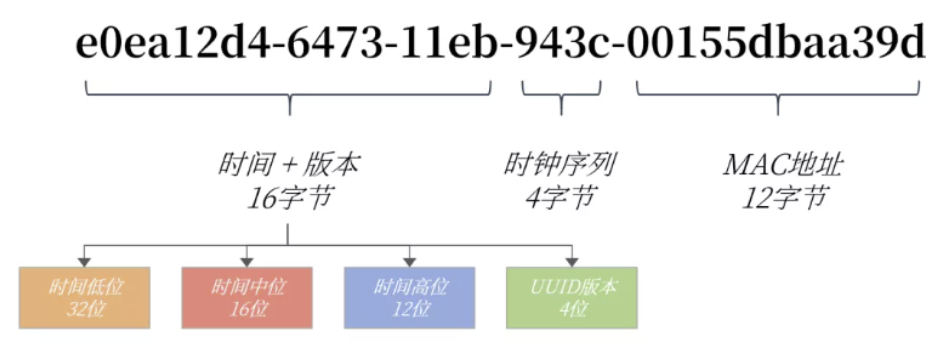 e0ea12d4-6473-11eb-943c-00155dbaa39d
时间 + 版本
16字节
时钟序列
4字节
MAC地址
12字节
时间低位
32位
时间中位
16位
时间高位
12位
UUID版本
4位